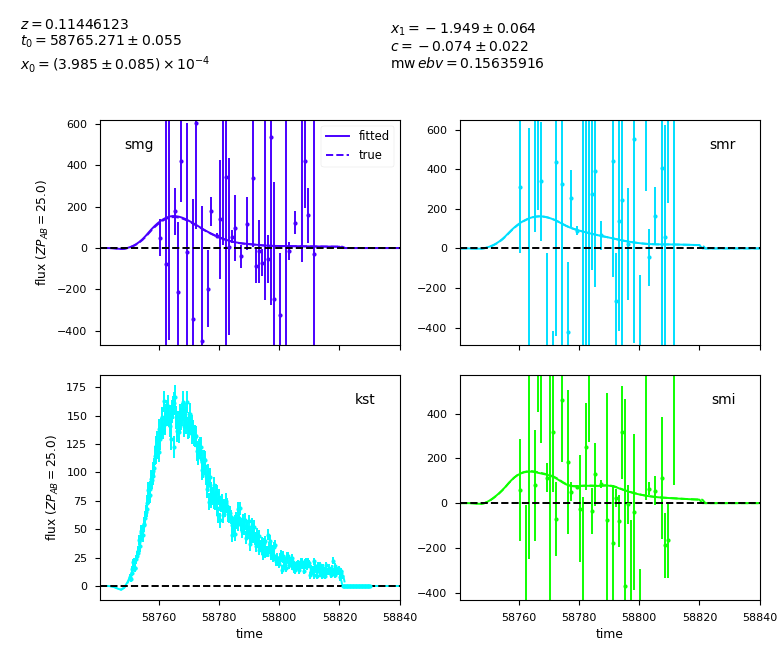 z = 0.11446123
t₀ = 58765.271 ± 0.055
x₀ = (3.985 ± 0.085) × 10⁻⁴
x₁ = −1.949 ± 0.064
c = −0.074 ± 0.022
mw ebv = 0.15635916
600
400
200
0
−200
−400
flux (ZP_AB = 25.0)
smg
fitted
true
600
400
200
0
−200
−400
smr
175
150
125
100
75
50
25
0
flux (ZP_AB = 25.0)
kst
58760 58780 58800 58820 58840
time
400
200
0
−200
−400
smi
58760 58780 58800 58820 58840
time